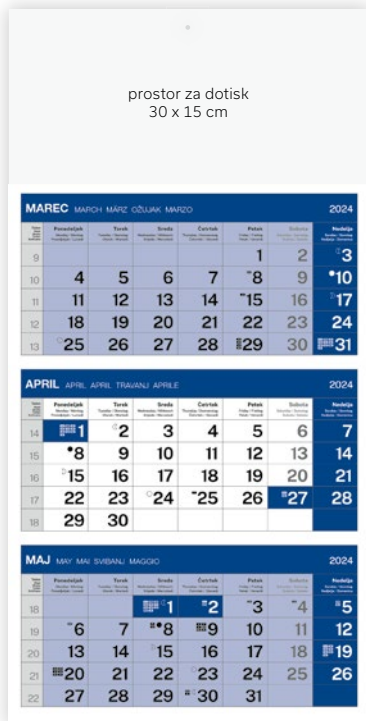 prostor za dotisk
30 x 15 cm
MAREC MARCH MÄRZ OŽUJAK MARZO 2024
Ponedeljek Torek Sreda Četrtek Petek Sobota Nedelja
9 1 2 3
10 4 5 6 7 8 9 10
11 11 12 13 14 15 16 17
12 18 19 20 21 22 23 24
13 25 26 27 28 29 30 31
APRIL APRIL APRIL TRAVANJ APRILE 2024
Ponedeljek Torek Sreda Četrtek Petek Sobota Nedelja
14 1 2 3 4 5 6 7
15 8 9 10 11 12 13 14
16 15 16 17 18 19 20 21
17 22 23 24 25 26 27 28
18 29 30
MAJ MAY MAI SVIBANJ MAGGIO 2024
Ponedeljek Torek Sreda Četrtek Petek Sobota Nedelja
18 1 2 3 4 5
19 6 7 8 9 10 11 12
20 13 14 15 16 17 18 19
21 20 21 22 23 24 25 26
22 27 28 29 30 31